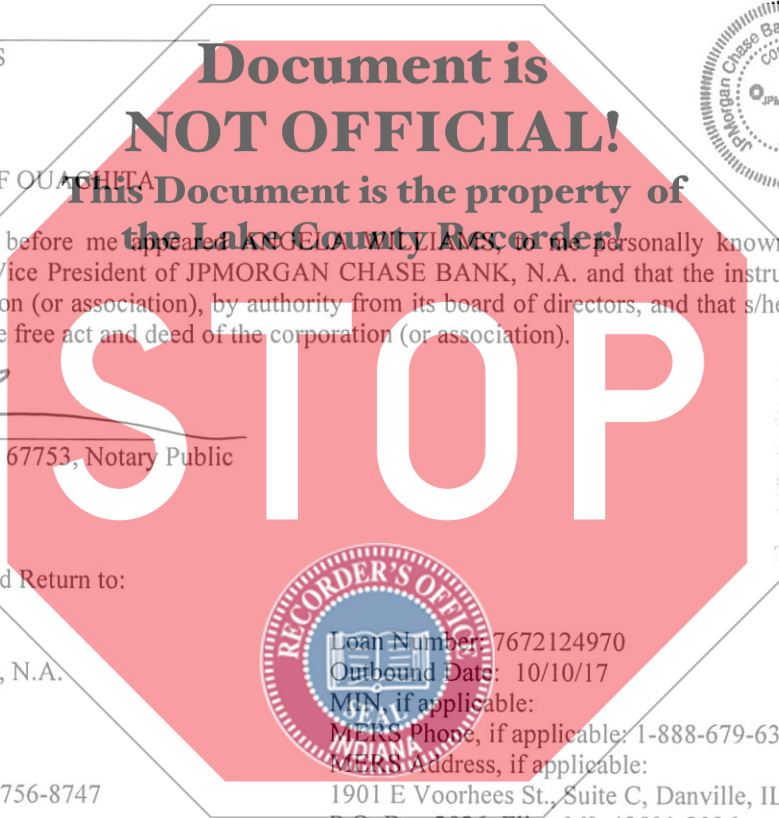 S
Document is
NOT OFFICIAL!
F OUACHITA
This Document is the property of
the Lake County Recorder!
before me appeared ANGELA WILLIAMS, to me personally known
Vice President of JPMORGAN CHASE BANK, N.A. and that the instru
on (or association), by authority from its board of directors, and that s/he
e free act and deed of the corporation (or association).
STOP
67753, Notary Public
d Return to:
RECORDER'S OFFICE
SEAL
INDIANA
Loan Number: 7672124970
, N.A.
Outbound Date: 10/10/17
MIN, if applicable:
MERS Phone, if applicable: 1-888-679-63
MERS Address, if applicable:
756-8747
1901 E Voorhees St., Suite C, Danville, IL
JPMorgan Chase Ba